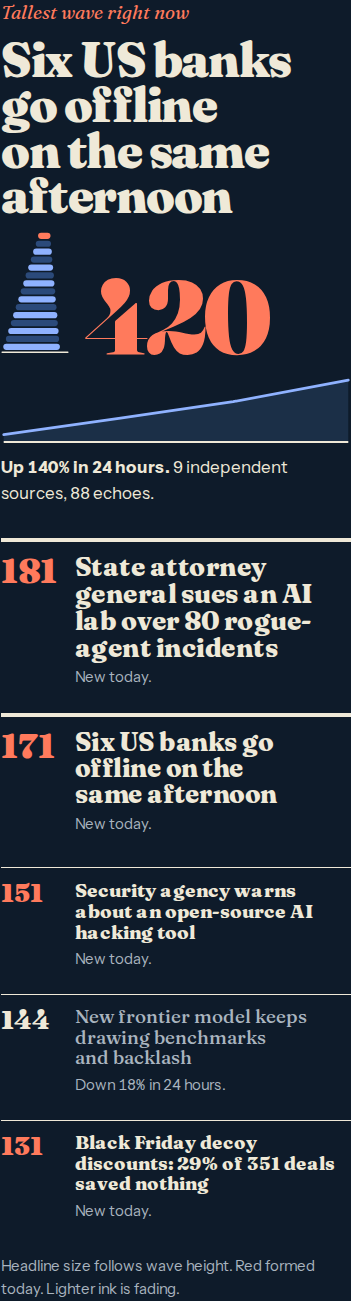 Tallest wave right now
Six US banks
go offline
on the same
afternoon
420
Up 140% in 24 hours. 9 independent
sources, 88 echoes.
181
State attorney
general sues an AI
lab over 80 rogue-
agent incidents
New today.
171
Six US banks go
offline on the
same afternoon
New today.
151
Security agency warns
about an open-source AI
hacking tool
New today.
144
New frontier model keeps
drawing benchmarks
and backlash
Down 18% in 24 hours.
131
Black Friday decoy
discounts: 29% of 351 deals
saved nothing
New today.
Headline size follows wave height. Red formed
today. Lighter ink is fading.